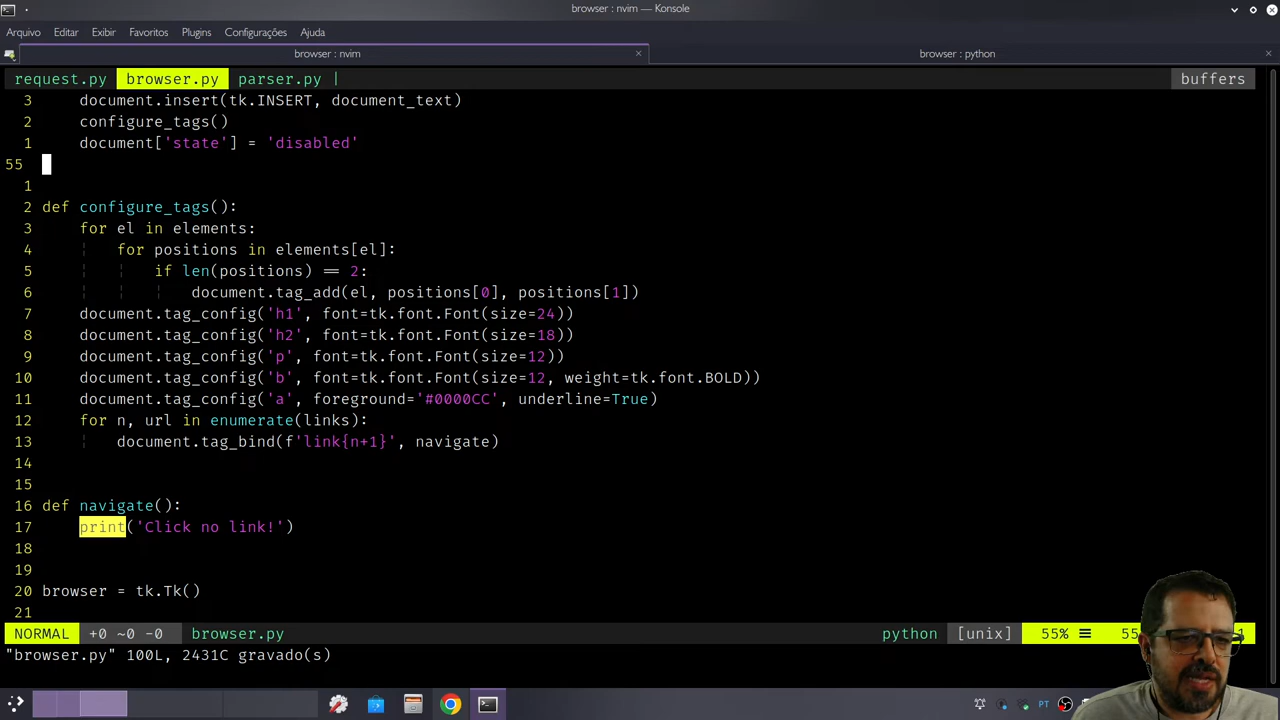 browser : nvim — Konsole
Arquivo Editar Exibir Favoritos Plugins Configurações Ajuda
browser : nvim × browser : python ×
request.py browser.py parser.py | buffers
3 document.insert(tk.INSERT, document_text)
2 configure_tags()
1 document['state'] = 'disabled'
55
1
2 def configure_tags():
3 for el in elements:
4 for positions in elements[el]:
5 if len(positions) == 2:
6 document.tag_add(el, positions[0], positions[1])
7 document.tag_config('h1', font=tk.font.Font(size=24))
8 document.tag_config('h2', font=tk.font.Font(size=18))
9 document.tag_config('p', font=tk.font.Font(size=12))
10 document.tag_config('b', font=tk.font.Font(size=12, weight=tk.font.BOLD))
11 document.tag_config('a', foreground='#0000CC', underline=True)
12 for n, url in enumerate(links):
13 document.tag_bind(f'link{n+1}', navigate)
14
15
16 def navigate():
17 print('Click no link!')
18
19
20 browser = tk.Tk()
21
NORMAL +0 ~0 -0 browser.py python [unix] 55% ☰ 55 1
"browser.py" 100L, 2431C gravado(s)
PT